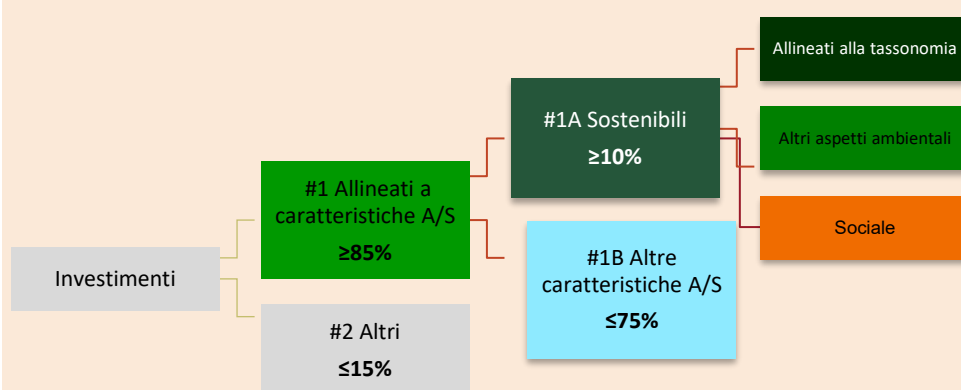 Investimenti
#1 Allineati a
caratteristiche A/S
≥85%
#2 Altri
≤15%
#1A Sostenibili
≥10%
#1B Altre
caratteristiche A/S
≤75%
Allineati alla tassonomia
Altri aspetti ambientali
Sociale